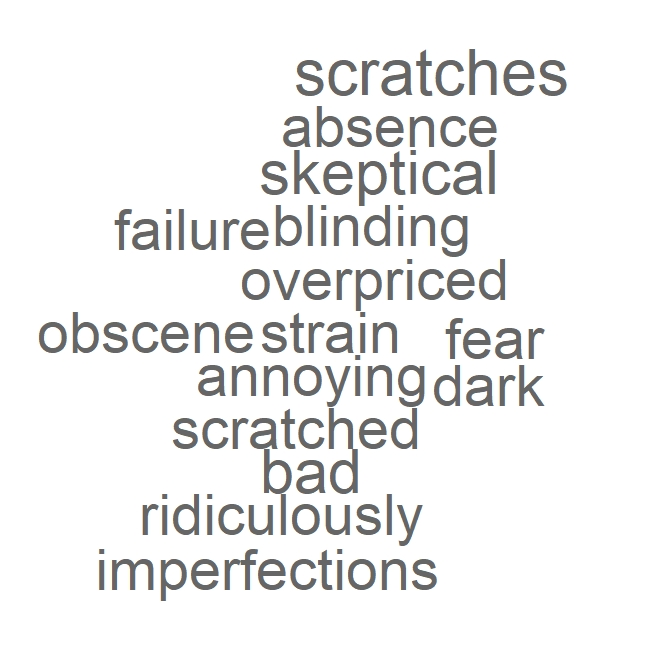 scratches
absence
skeptical
failure blinding
overpriced
obscene strain fear
annoying dark
scratched
bad
ridiculously
imperfections